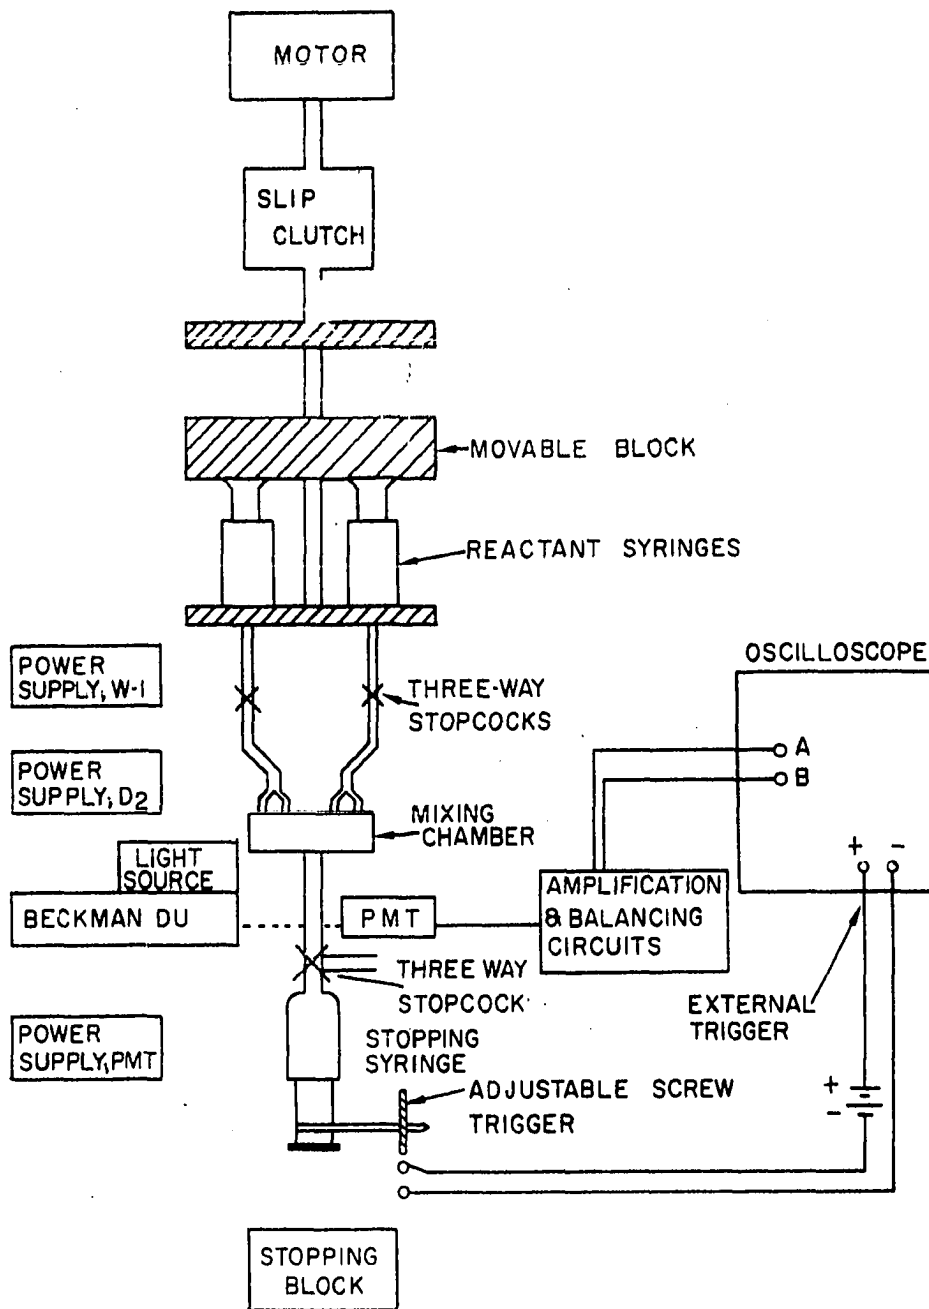 MOTOR
SLIP
CLUTCH
MOVABLE BLOCK
REACTANT SYRINGES
POWER
SUPPLY, W-1
THREE-WAY
STOPCOCKS
OSCILLOSCOPE
A
B
POWER
SUPPLY, D2
MIXING
CHAMBER
+ -
LIGHT
SOURCE
BECKMAN DU
PMT
AMPLIFICATION
& BALANCING
CIRCUITS
THREE WAY
STOPCOCK
EXTERNAL
TRIGGER
POWER
SUPPLY, PMT
STOPPING
SYRINGE
ADJUSTABLE SCREW
TRIGGER
+
-
STOPPING
BLOCK